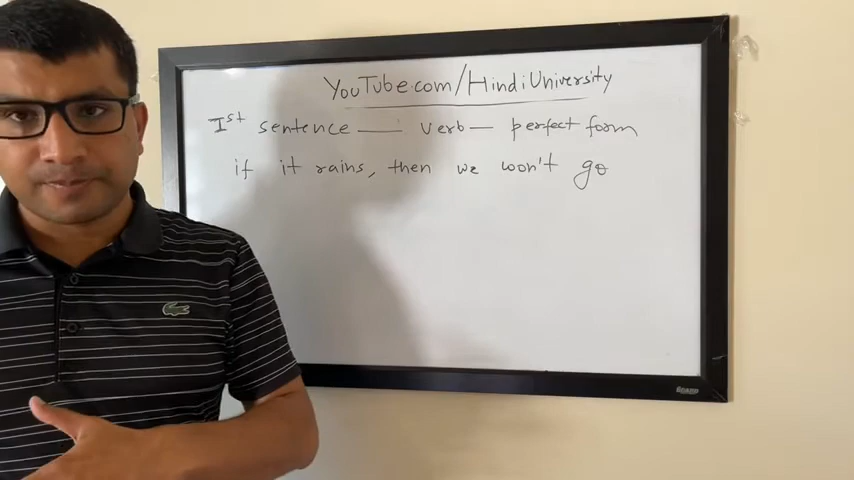 YouTube.com/HindiUniversity
Ist sentence — verb — perfect form
if it rains, then we won't go